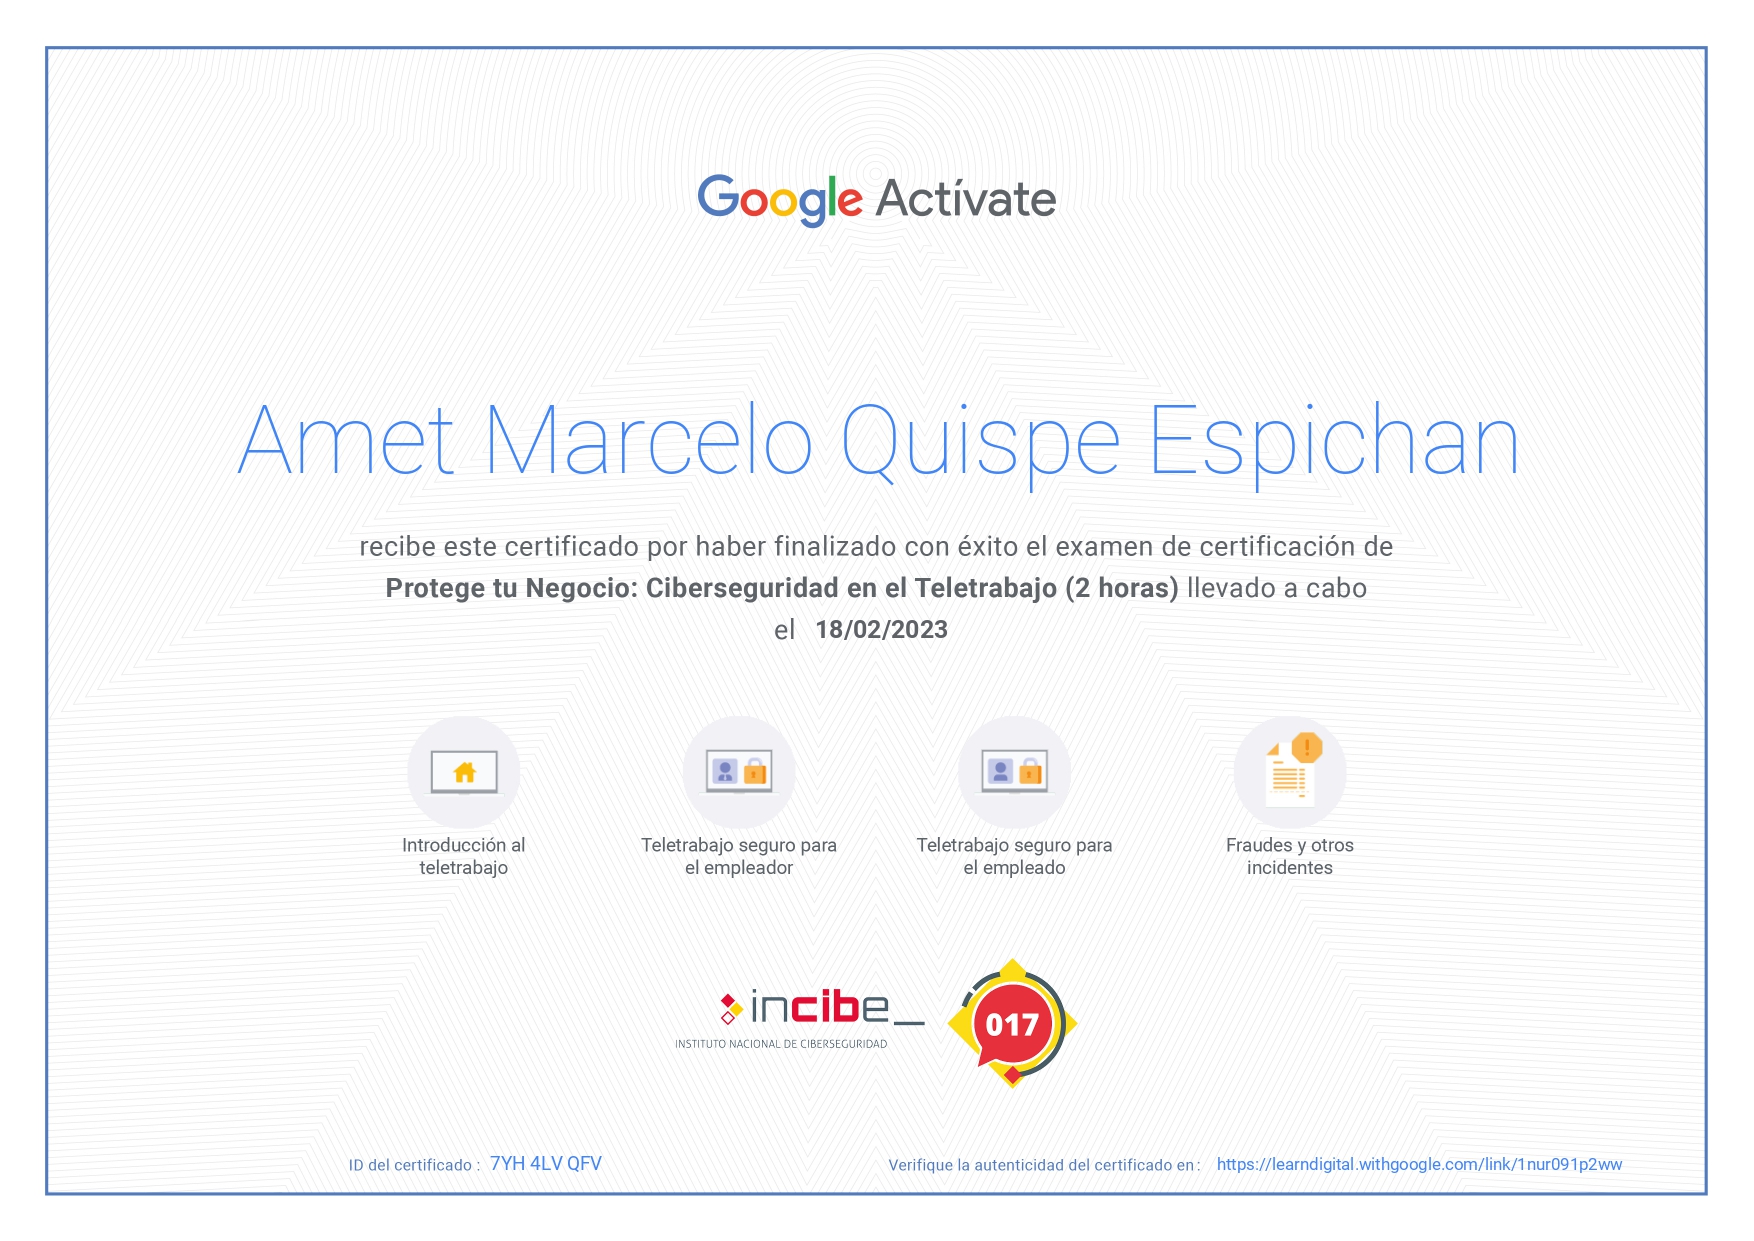 Google Actívate
Amet Marcelo Quispe Espichan
recibe este certificado por haber finalizado con éxito el examen de certificación de
Protege tu Negocio: Ciberseguridad en el Teletrabajo (2 horas) llevado a cabo
el 18/02/2023
Introducción al
teletrabajo
Teletrabajo seguro para
el empleador
Teletrabajo seguro para
el empleado
Fraudes y otros
incidentes
incibe_
INSTITUTO NACIONAL DE CIBERSEGURIDAD
017
ID del certificado : 7YH 4LV QFV
Verifique la autenticidad del certificado en : https://learndigital.withgoogle.com/link/1nur091p2ww